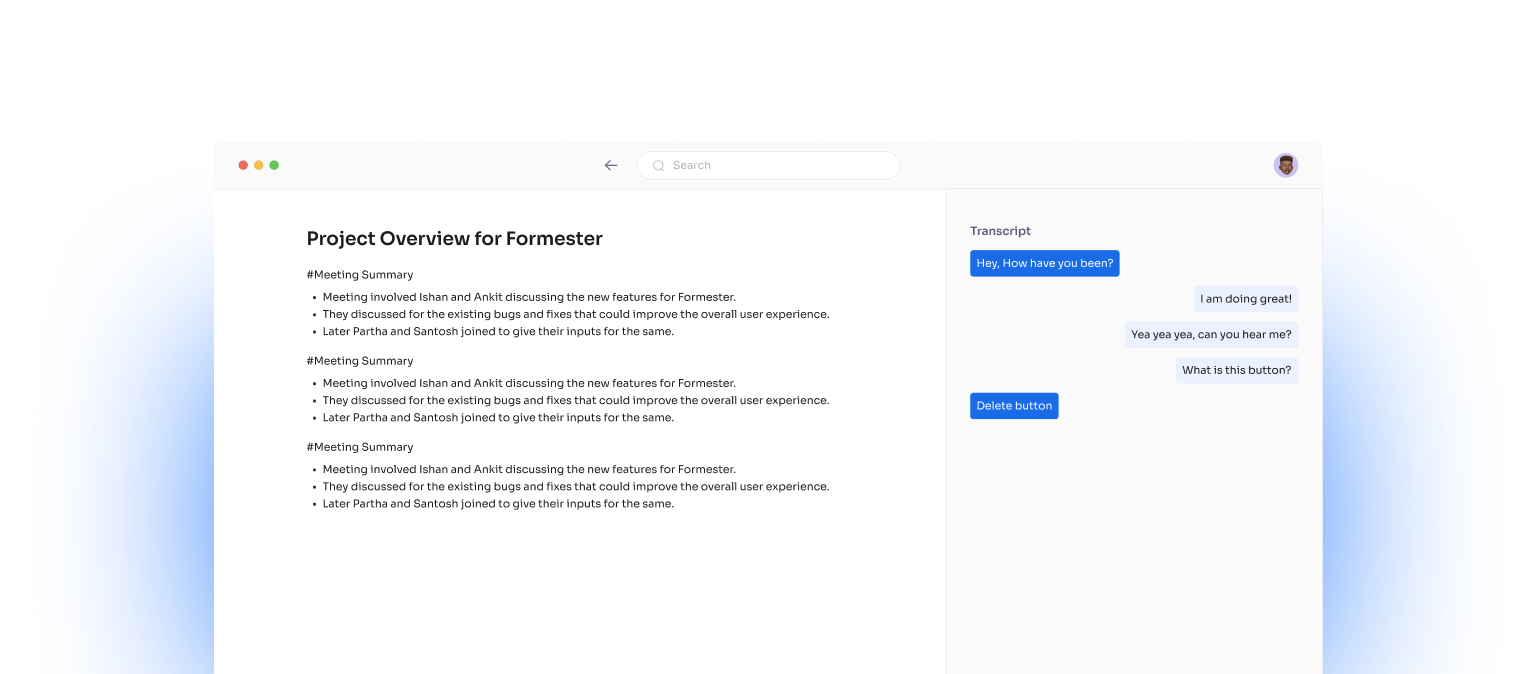 Search
Project Overview for Formester
#Meeting Summary
• Meeting involved Ishan and Ankit discussing the new features for Formester.
• They discussed for the existing bugs and fixes that could improve the overall user experience.
• Later Partha and Santosh joined to give their inputs for the same.
#Meeting Summary
• Meeting involved Ishan and Ankit discussing the new features for Formester.
• They discussed for the existing bugs and fixes that could improve the overall user experience.
• Later Partha and Santosh joined to give their inputs for the same.
#Meeting Summary
• Meeting involved Ishan and Ankit discussing the new features for Formester.
• They discussed for the existing bugs and fixes that could improve the overall user experience.
• Later Partha and Santosh joined to give their inputs for the same.
Transcript
Hey, How have you been?
I am doing great!
Yea yea yea, can you hear me?
What is this button?
Delete button